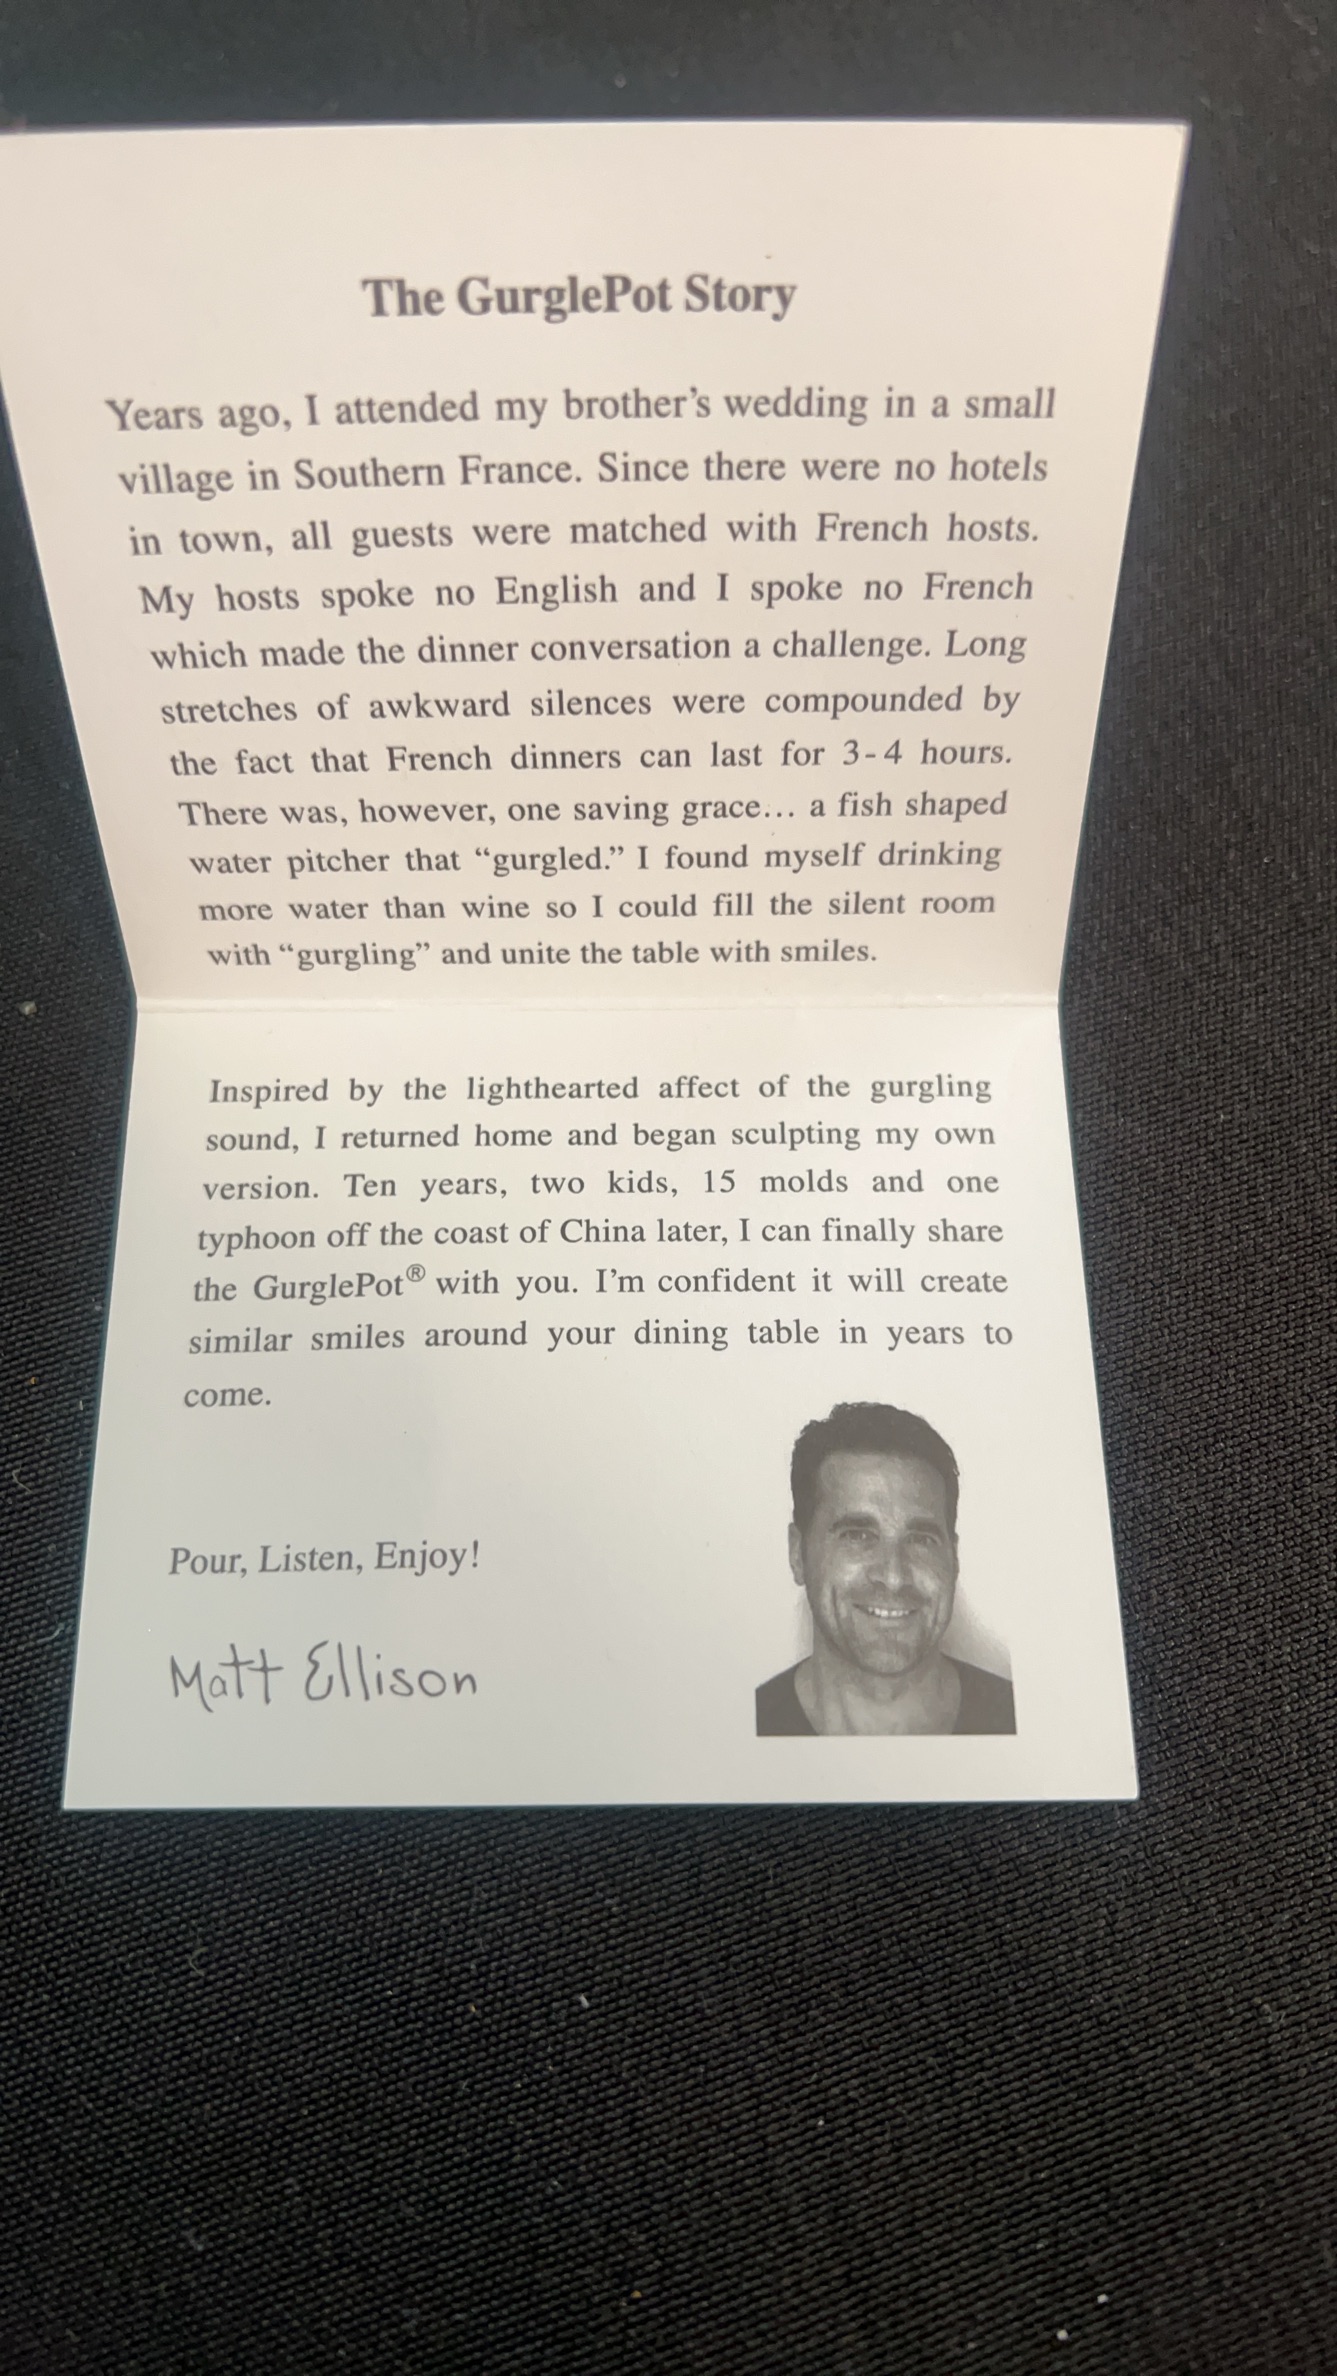 The GurglePot Story
Years ago, I attended my brother’s wedding in a small
village in Southern France. Since there were no hotels
in town, all guests were matched with French hosts.
My hosts spoke no English and I spoke no French
which made the dinner conversation a challenge. Long
stretches of awkward silences were compounded by
the fact that French dinners can last for 3-4 hours.
There was, however, one saving grace... a fish shaped
water pitcher that “gurgled.” I found myself drinking
more water than wine so I could fill the silent room
with “gurgling” and unite the table with smiles.
Inspired by the lighthearted affect of the gurgling
sound, I returned home and began sculpting my own
version. Ten years, two kids, 15 molds and one
typhoon off the coast of China later, I can finally share
the GurglePot® with you. I’m confident it will create
similar smiles around your dining table in years to
come.
Pour, Listen, Enjoy!
Matt Ellison